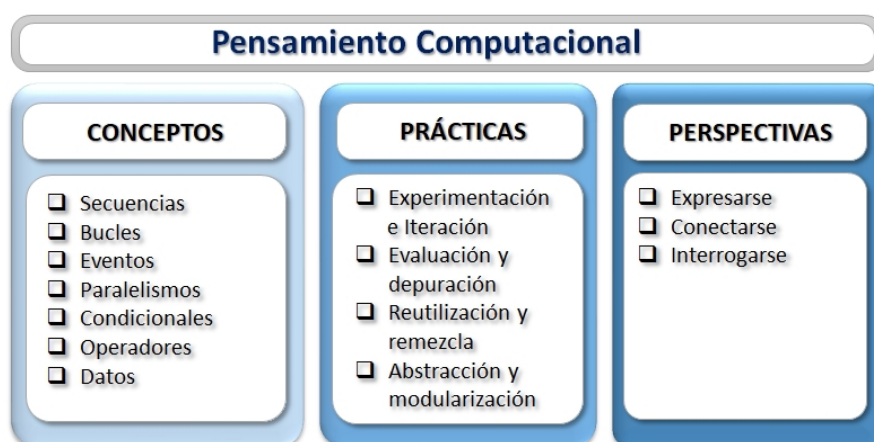 Pensamiento Computacional
CONCEPTOS
❑ Secuencias
❑ Bucles
❑ Eventos
❑ Paralelismos
❑ Condicionales
❑ Operadores
❑ Datos
PRÁCTICAS
❑ Experimentación
e Iteración
❑ Evaluación y
depuración
❑ Reutilización y
remezcla
❑ Abstracción y
modularización
PERSPECTIVAS
❑ Expresarse
❑ Conectarse
❑ Interrogarse